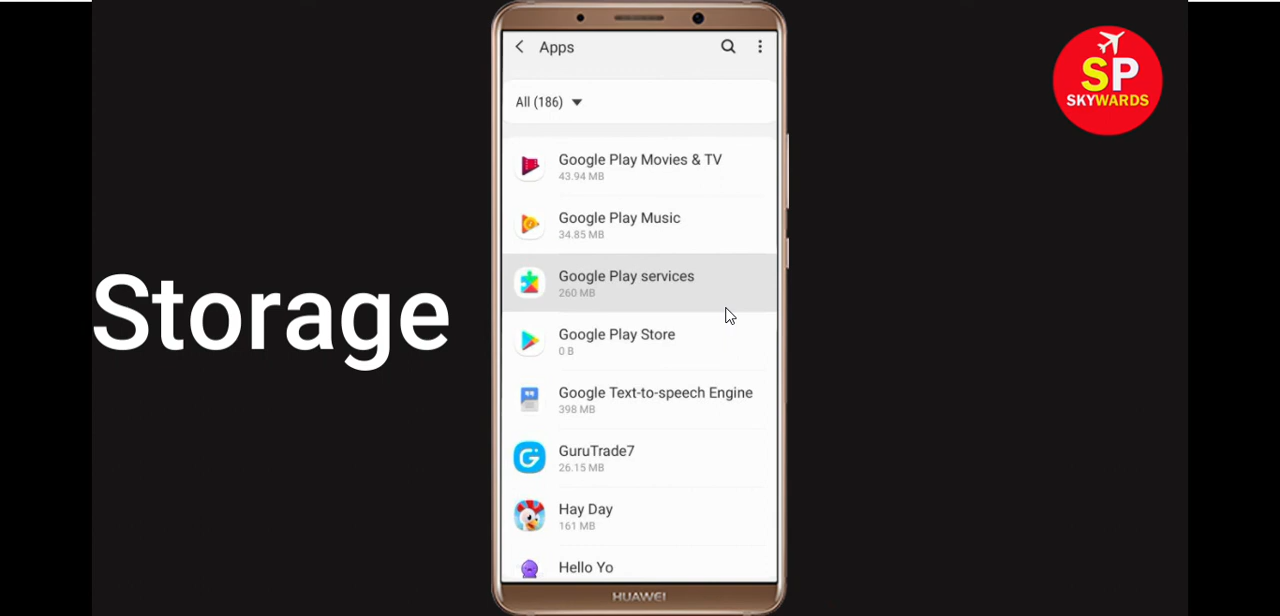 Apps
All (186)
Google Play Movies & TV
43.94 MB
Google Play Music
34.85 MB
Google Play services
260 MB
Google Play Store
0 B
Google Text-to-speech Engine
398 MB
GuruTrade7
26.15 MB
Hay Day
161 MB
Hello Yo
HUAWEI
Storage
SP
SKYWARDS